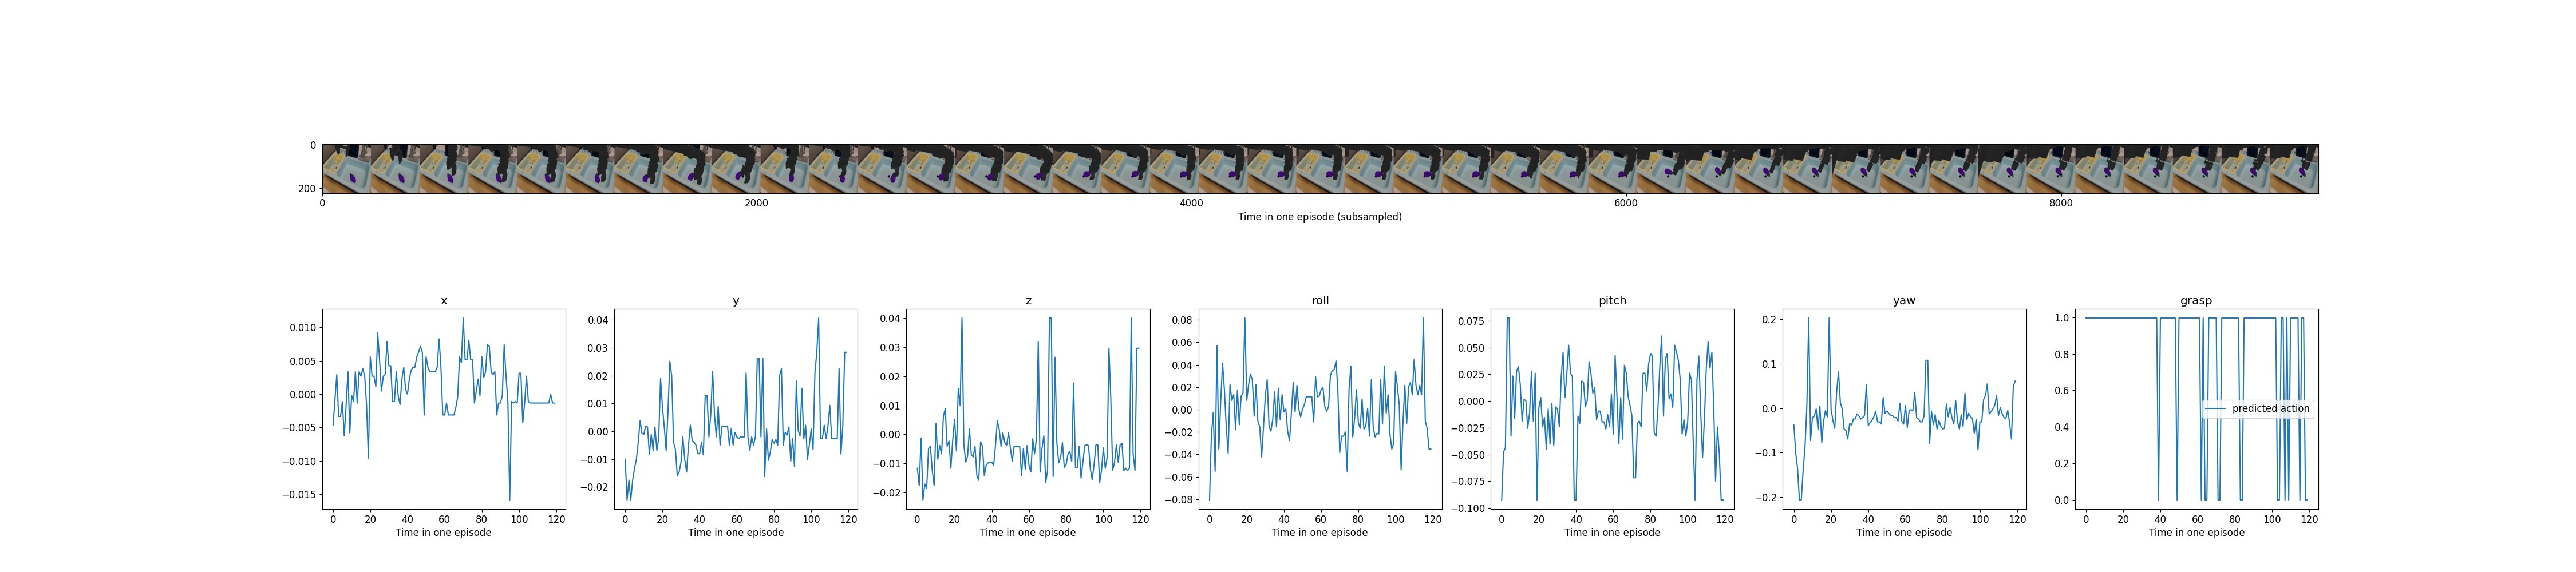 0
200
0 2000 4000 6000 8000
Time in one episode (subsampled)
x
0.010
0.005
0.000
−0.005
−0.010
−0.015
0 20 40 60 80 100 120
Time in one episode
y
0.04
0.03
0.02
0.01
0.00
−0.01
−0.02
0 20 40 60 80 100 120
Time in one episode
z
0.04
0.03
0.02
0.01
0.00
−0.01
−0.02
0 20 40 60 80 100 120
Time in one episode
roll
0.08
0.06
0.04
0.02
0.00
−0.02
−0.04
−0.06
−0.08
0 20 40 60 80 100 120
Time in one episode
pitch
0.075
0.050
0.025
0.000
−0.025
−0.050
−0.075
−0.100
0 20 40 60 80 100 120
Time in one episode
yaw
0.2
0.1
0.0
−0.1
−0.2
0 20 40 60 80 100 120
Time in one episode
grasp
1.0
0.8
0.6
0.4
0.2
0.0
predicted action
0 20 40 60 80 100 120
Time in one episode